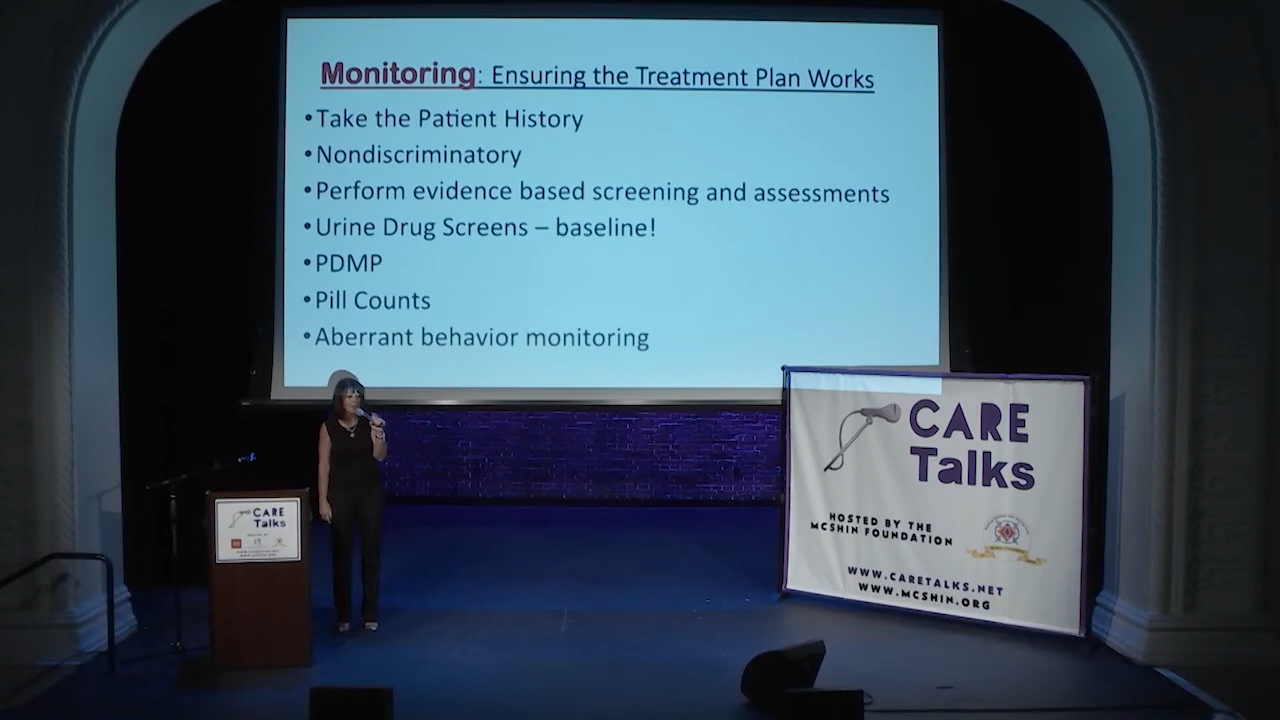 Monitoring: Ensuring the Treatment Plan Works
•Take the Patient History
•Nondiscriminatory
•Perform evidence based screening and assessments
•Urine Drug Screens – baseline!
•PDMP
•Pill Counts
•Aberrant behavior monitoring
CARE
Talks
HOSTED BY THE
MCSHIN FOUNDATION
WWW.CARETALKS.NET
WWW.MCSHIN.ORG
CARE
Talks